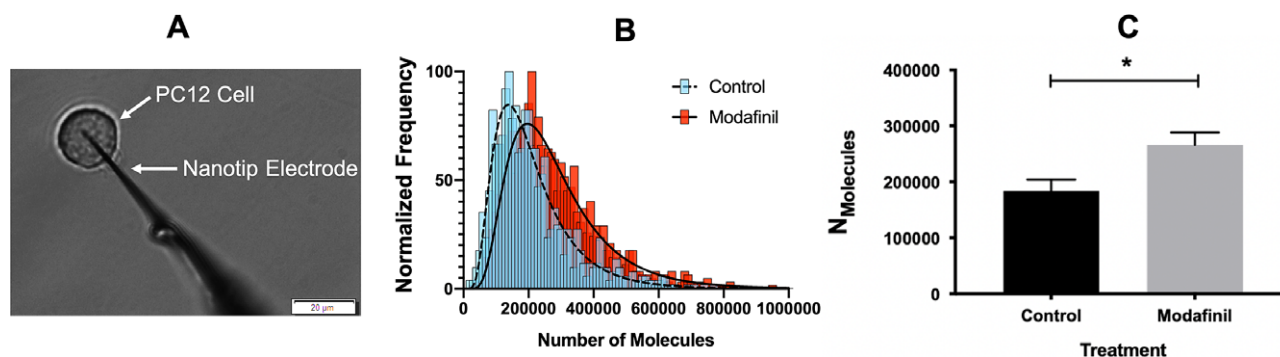 A
PC12 Cell
Nanotip Electrode
20 µm
B
Normalized Frequency
100
50
0
Control
Modafinil
0 200000 400000 600000 800000 1000000
Number of Molecules
C
*
N_Molecules
400000
300000
200000
100000
0
Control Modafinil
Treatment